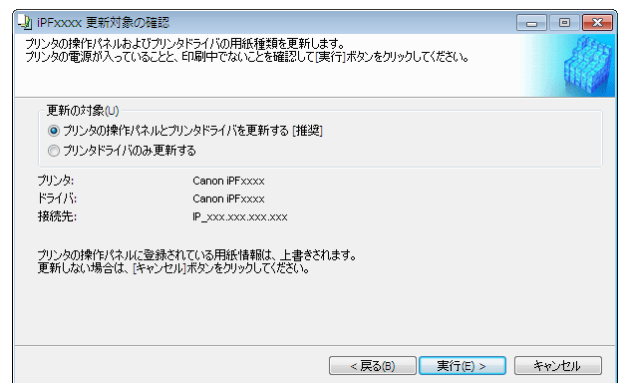 iPFxxxx 更新対象の確認
プリンタの操作パネルおよびプリンタドライバの用紙種類を更新します。
プリンタの電源が入っていることと、印刷中でないことを確認して[実行]ボタンをクリックしてください。
更新の対象(U)
プリンタの操作パネルとプリンタドライバを更新する [推奨]
プリンタドライバのみ更新する
プリンタ: Canon iPFxxxx
ドライバ: Canon iPFxxxx
接続先: IP_xxx.xxx.xxx.xxx
プリンタの操作パネルに登録されている用紙情報は、上書きされます。
更新しない場合は、[キャンセル]ボタンをクリックしてください。
< 戻る(B) 実行(E) > キャンセル